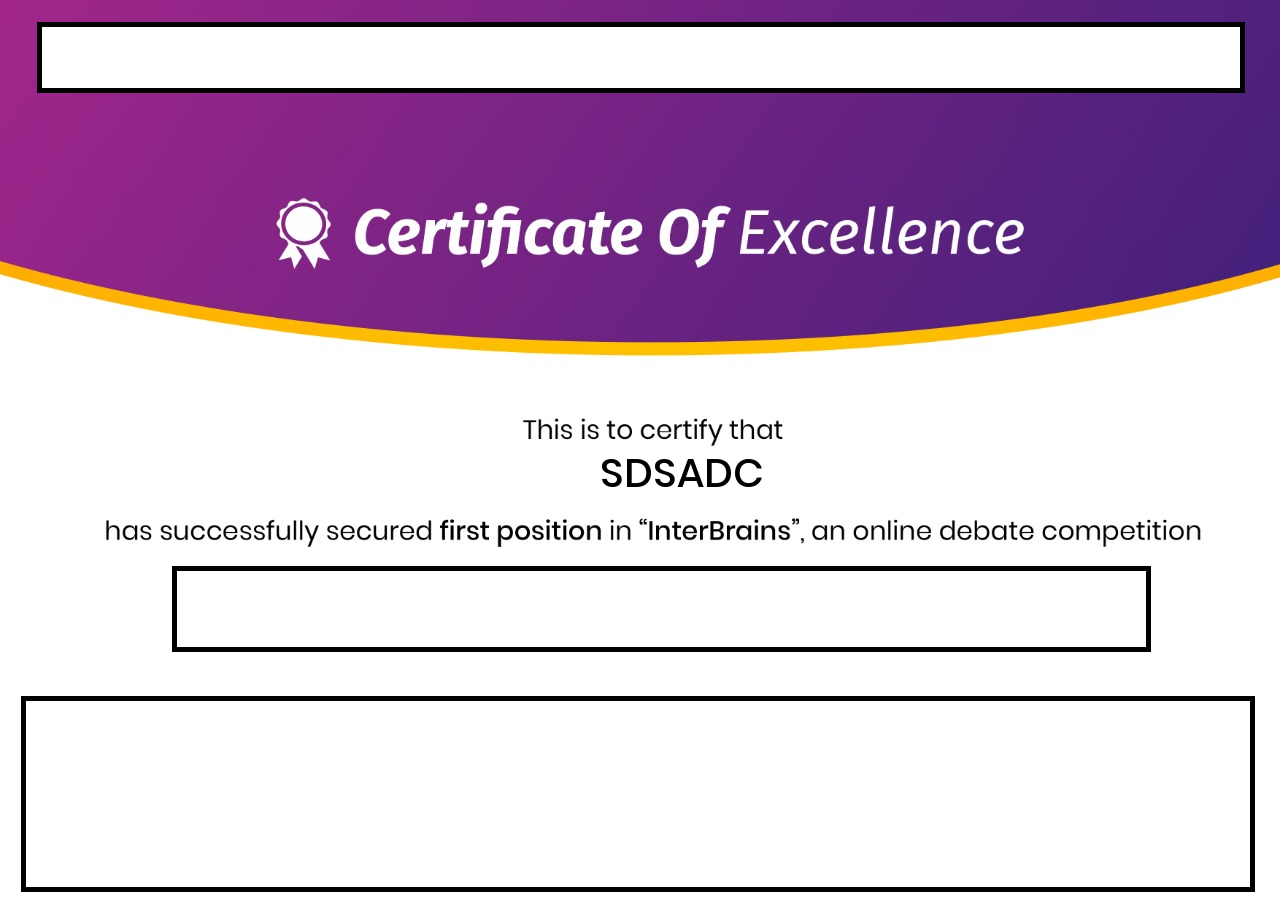 Certificate Of Excellence
This is to certify that
SDSADC
has successfully secured first position in “InterBrains”, an online debate competition